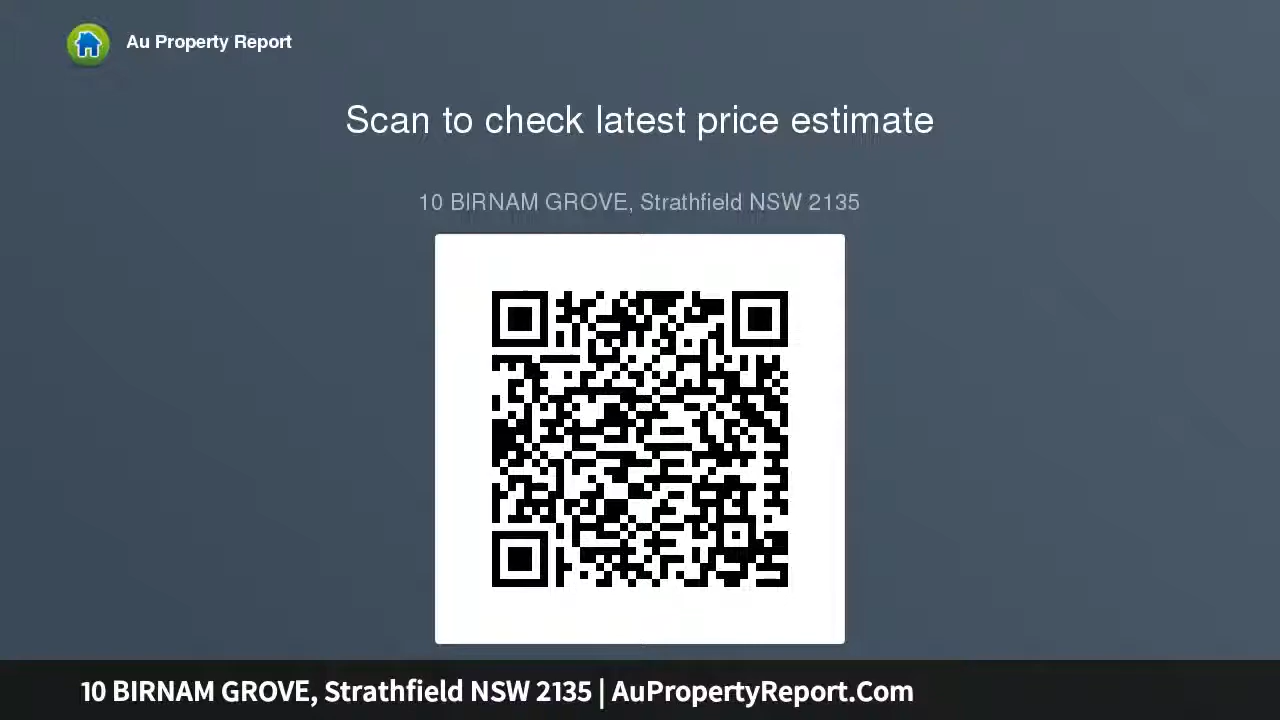 Au Property Report
Scan to check latest price estimate
10 BIRNAM GROVE, Strathfield NSW 2135
10 BIRNAM GROVE, Strathfield NSW 2135 | AuPropertyReport.Com